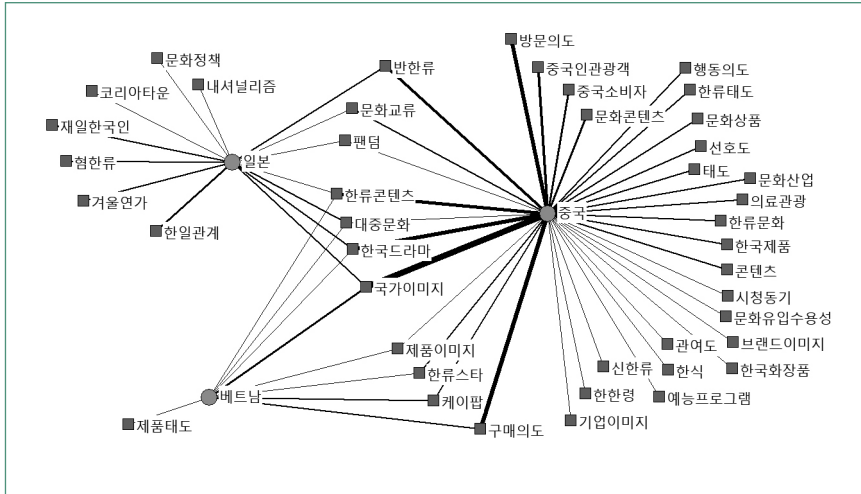 방문의도
문화정책
반한류
중국인관광객
행동의도
내셔널리즘
코리아타운
중국소비자
한류태도
문화교류
문화콘텐츠
문화상품
재일한국인
팬덤
선호도
혐한류
일본
태도
문화산업
한류콘텐츠
의료관광
겨울연가
중국
대중문화
한류문화
한일관계
한국드라마
한국제품
콘텐츠
국가이미지
시청동기
문화유입수용성
관여도
브랜드이미지
제품이미지
신한류
한식
한국화장품
한류스타
베트남
한한령
예능프로그램
케이팝
기업이미지
제품태도
구매의도